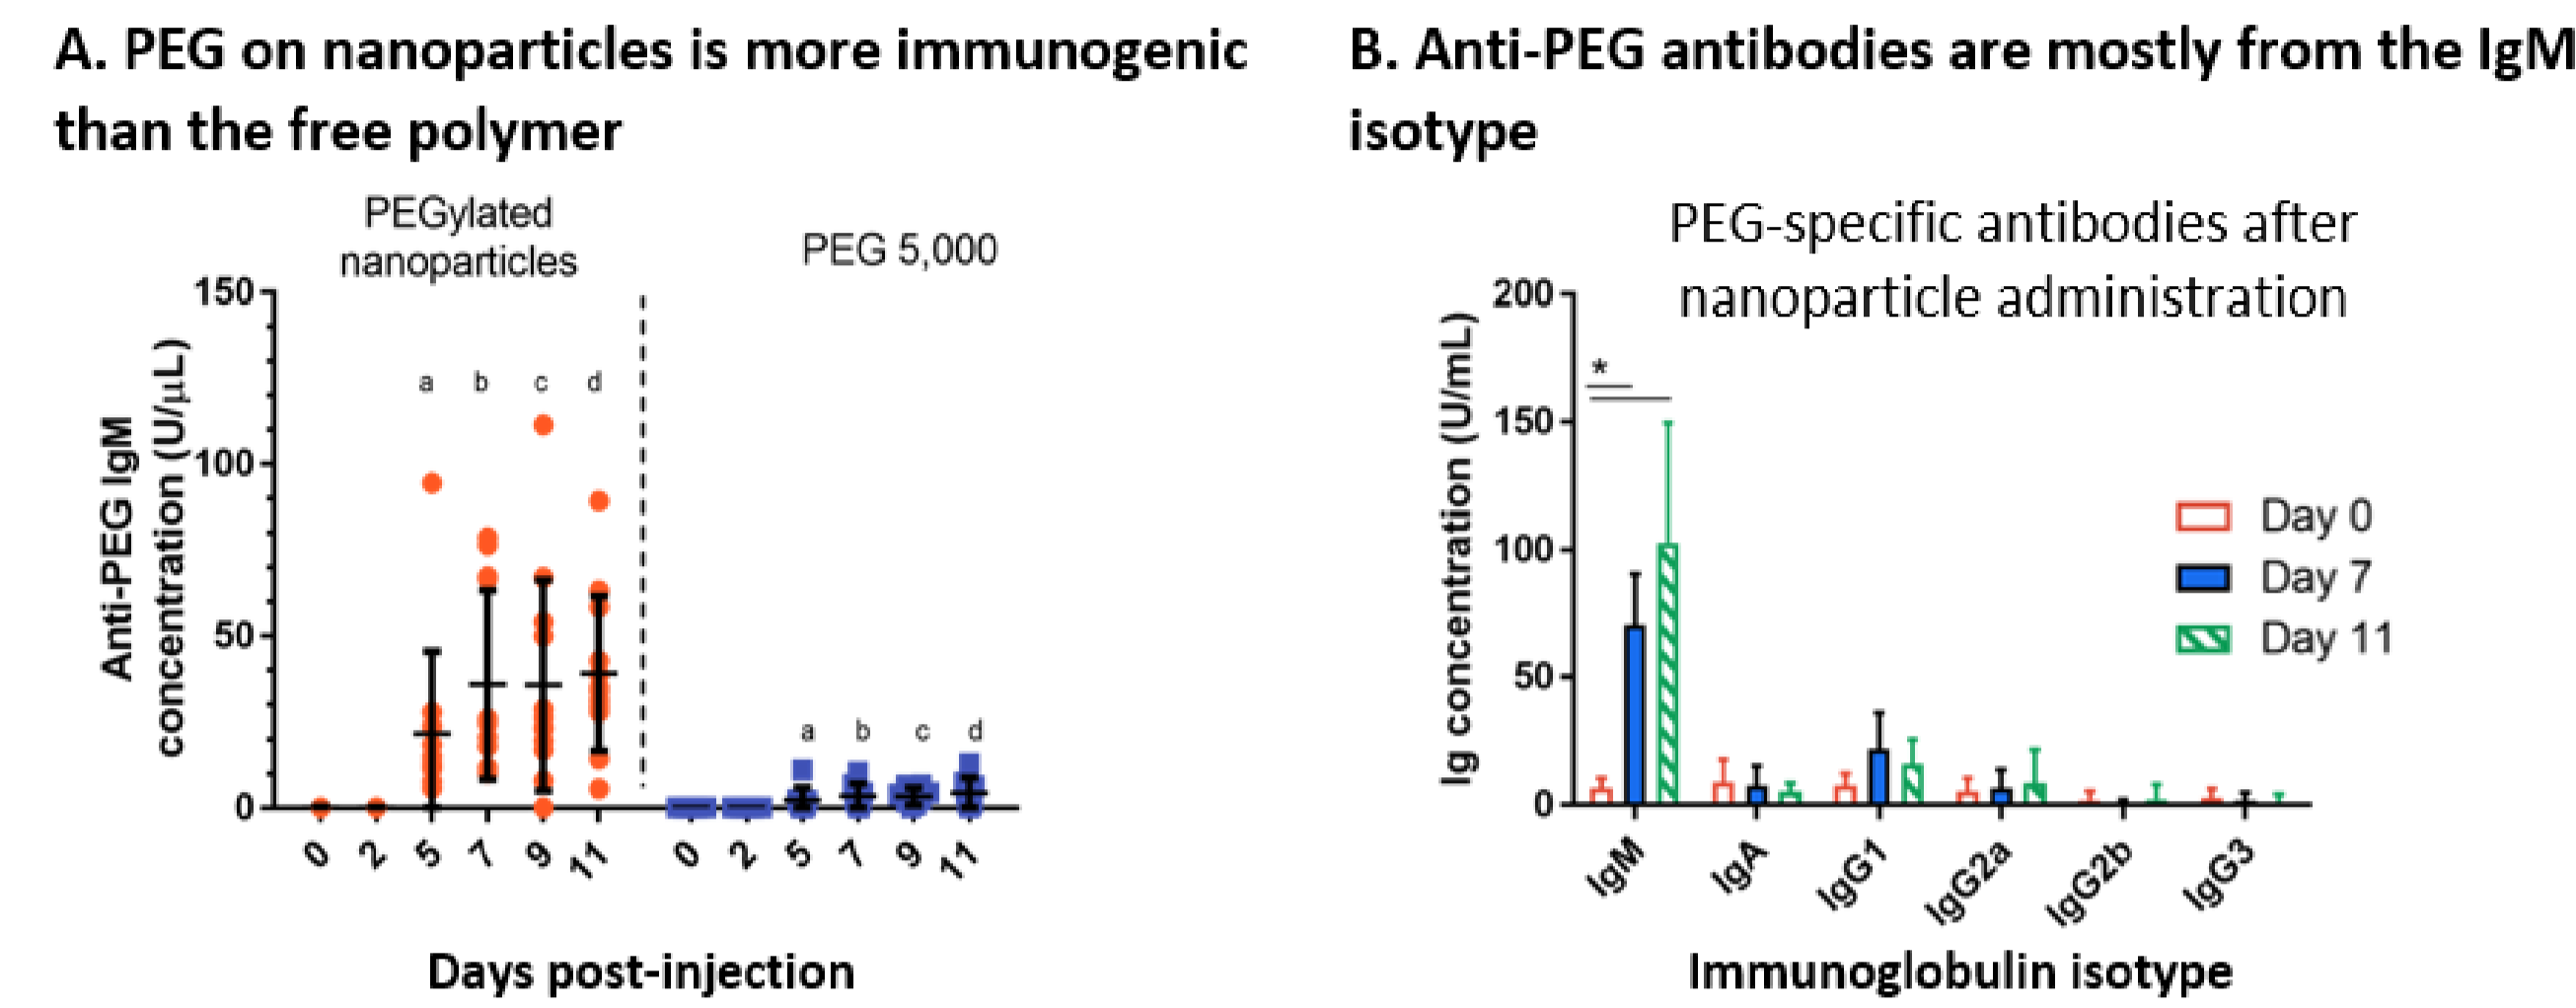 A. PEG on nanoparticles is more immunogenic
than the free polymer
PEGylated
nanoparticles
PEG 5,000
Anti-PEG IgM
concentration (U/µL)
150
100
50
0
a b c d
a b c d
0 2 5 7 9 11 0 2 5 7 9 11
Days post-injection
B. Anti-PEG antibodies are mostly from the IgM
isotype
PEG-specific antibodies after
nanoparticle administration
Ig concentration (U/mL)
200
150
100
50
0
*
Day 0
Day 7
Day 11
IgM IgA IgG1 IgG2a IgG2b IgG3
Immunoglobulin isotype